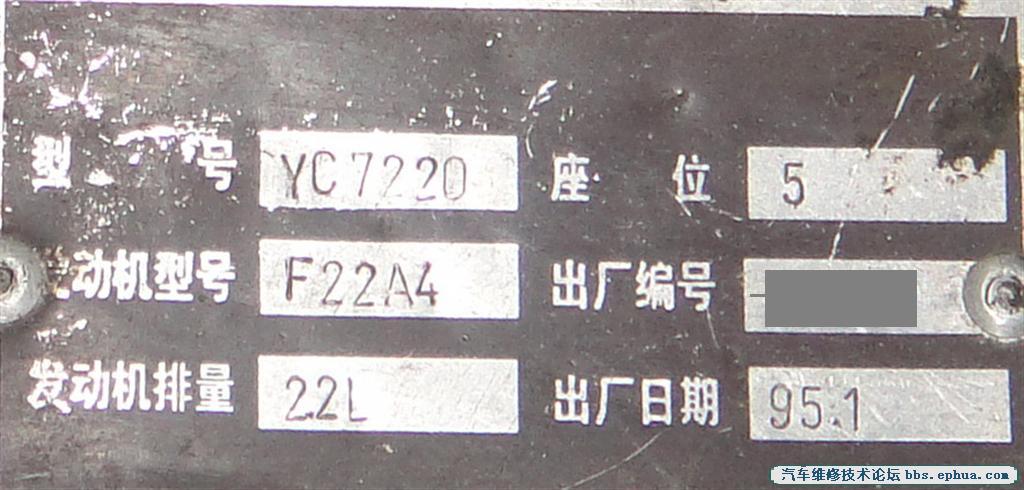 型号 YC7220 座位 5
发动机型号 F22A4 出厂编号
发动机排量 22L 出厂日期 95.1
汽车维修技术论坛 bbs.ephua.com